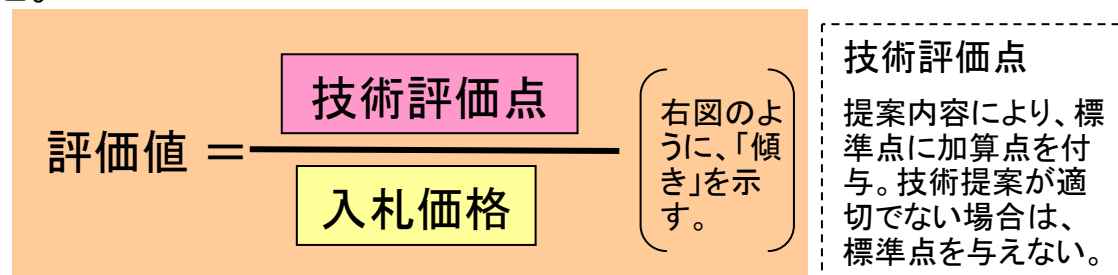 技術評価点
評価値 =
入札価格
右図のよ
うに、「傾
き」を示
す。
技術評価点
提案内容により、標
準点に加算点を付
与。技術提案が適
切でない場合は、
標準点を与えない。